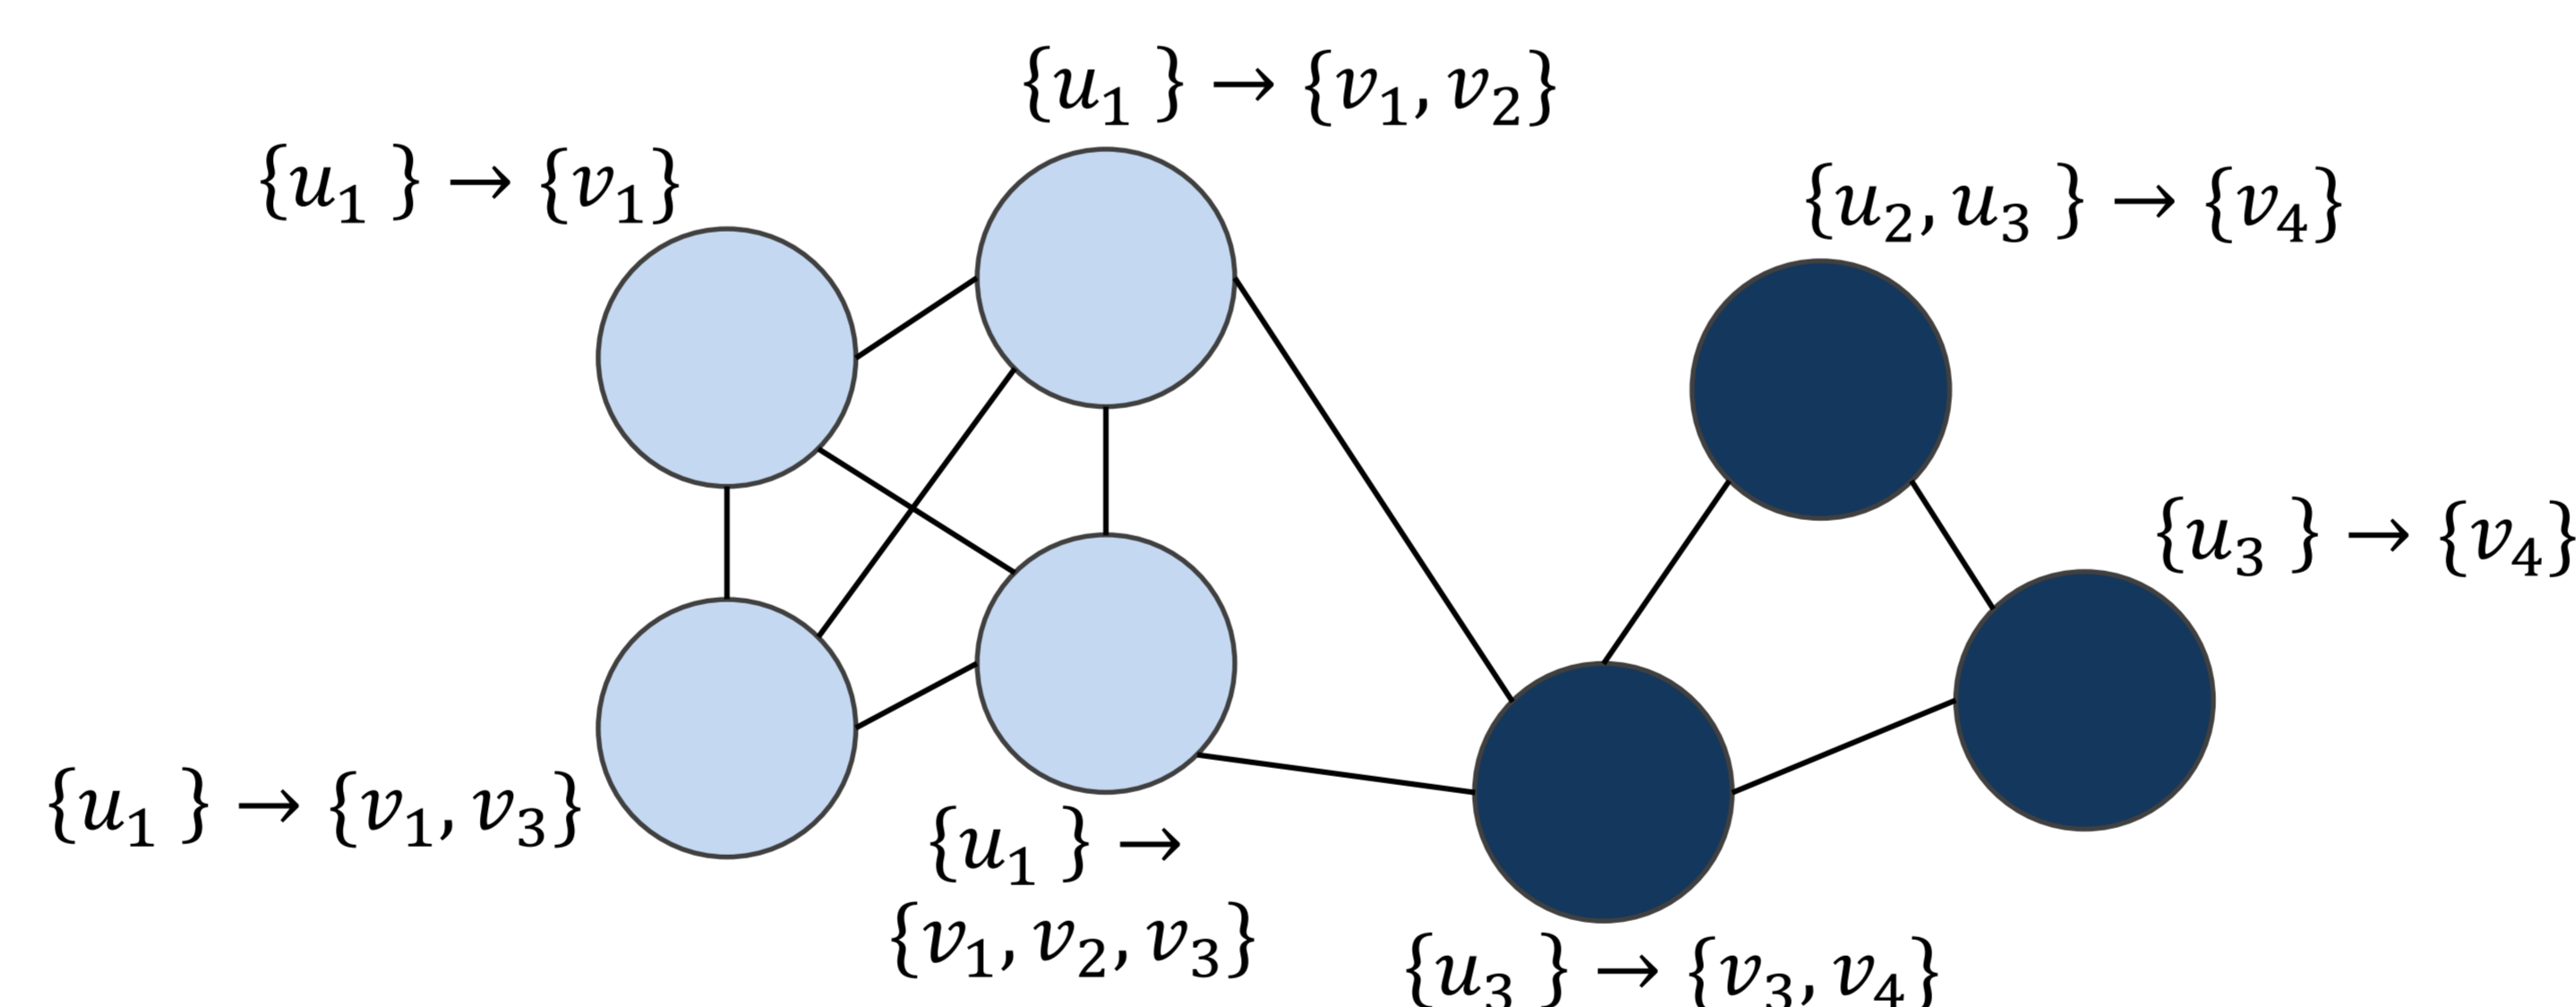 {u₁ } → {v₁, v₂}
{u₁ } → {v₁}
{u₂, u₃ } → {v₄}
{u₃ } → {v₄}
{u₁ } → {v₁, v₃}
{u₁ } →
{v₁, v₂, v₃}
{u₃ } → {v₃, v₄}